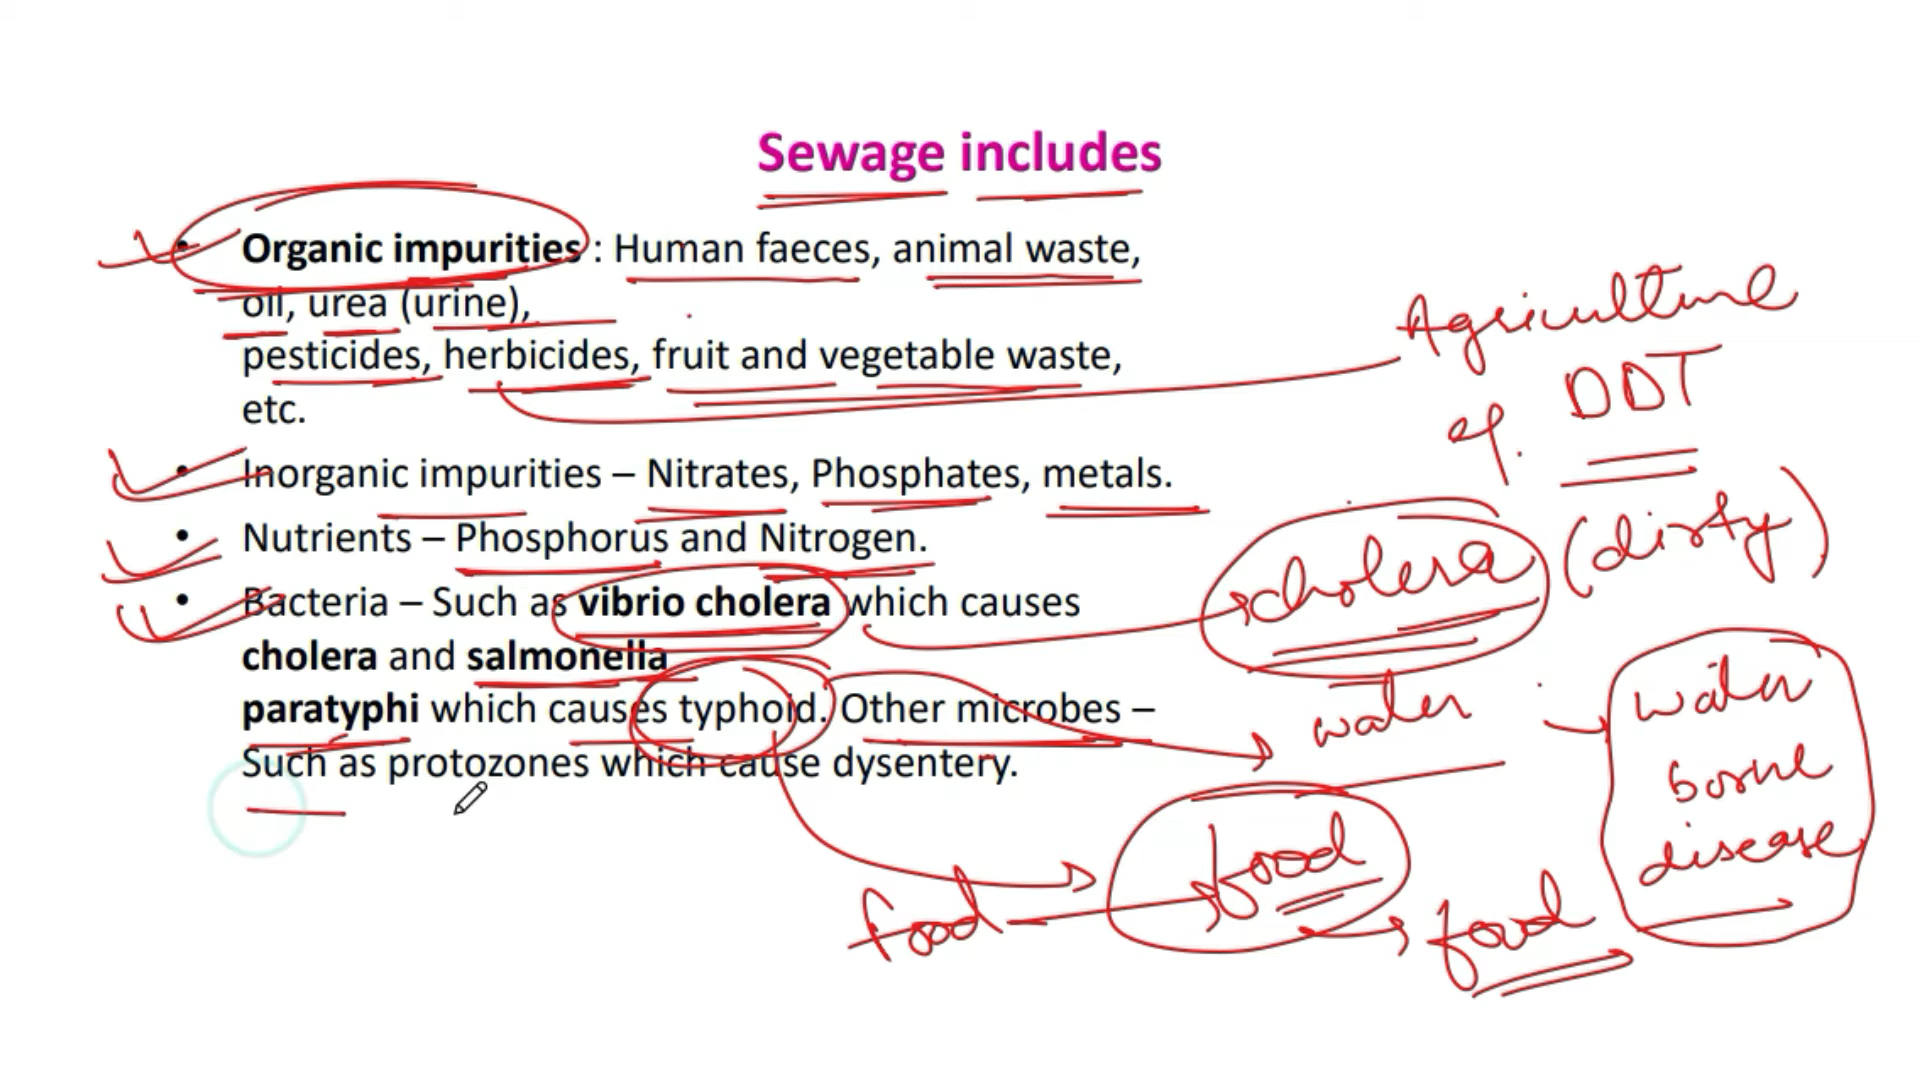 Sewage includes
• Organic impurities : Human faeces, animal waste,
oil, urea (urine),
pesticides, herbicides, fruit and vegetable waste,
etc.
• Inorganic impurities – Nitrates, Phosphates, metals.
• Nutrients – Phosphorus and Nitrogen.
• Bacteria – Such as vibrio cholera which causes
cholera and salmonella
paratyphi which causes typhoid. Other microbes –
Such as protozones which cause dysentery.
Agriculture
eg. DDT
cholera (dirty)
water
water
borne
disease
food
food
food